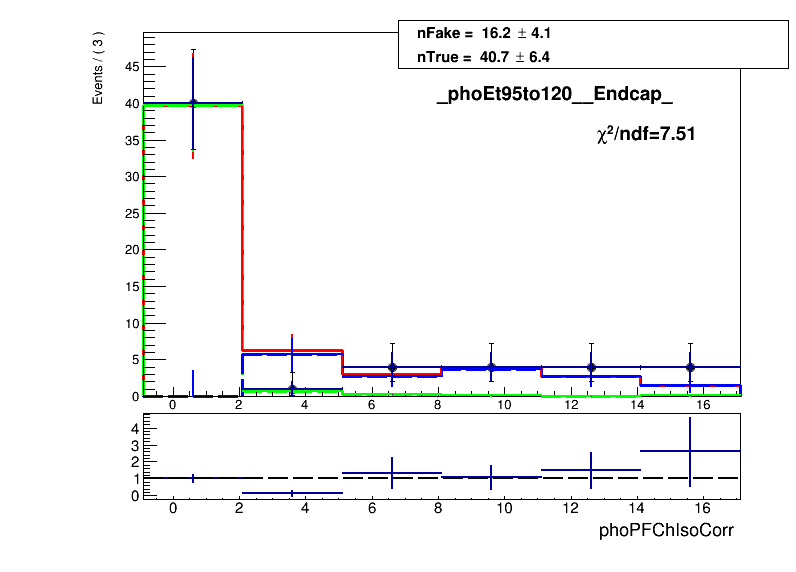 nFake = 16.2 ± 4.1
nTrue = 40.7 ± 6.4
Events / ( 3 )
_phoEt95to120__Endcap_
χ²/ndf=7.51
45
40
35
30
25
20
15
10
5
0
0 2 4 6 8 10 12 14 16
4
3
2
1
0
0 2 4 6 8 10 12 14 16
phoPFChIsoCorr